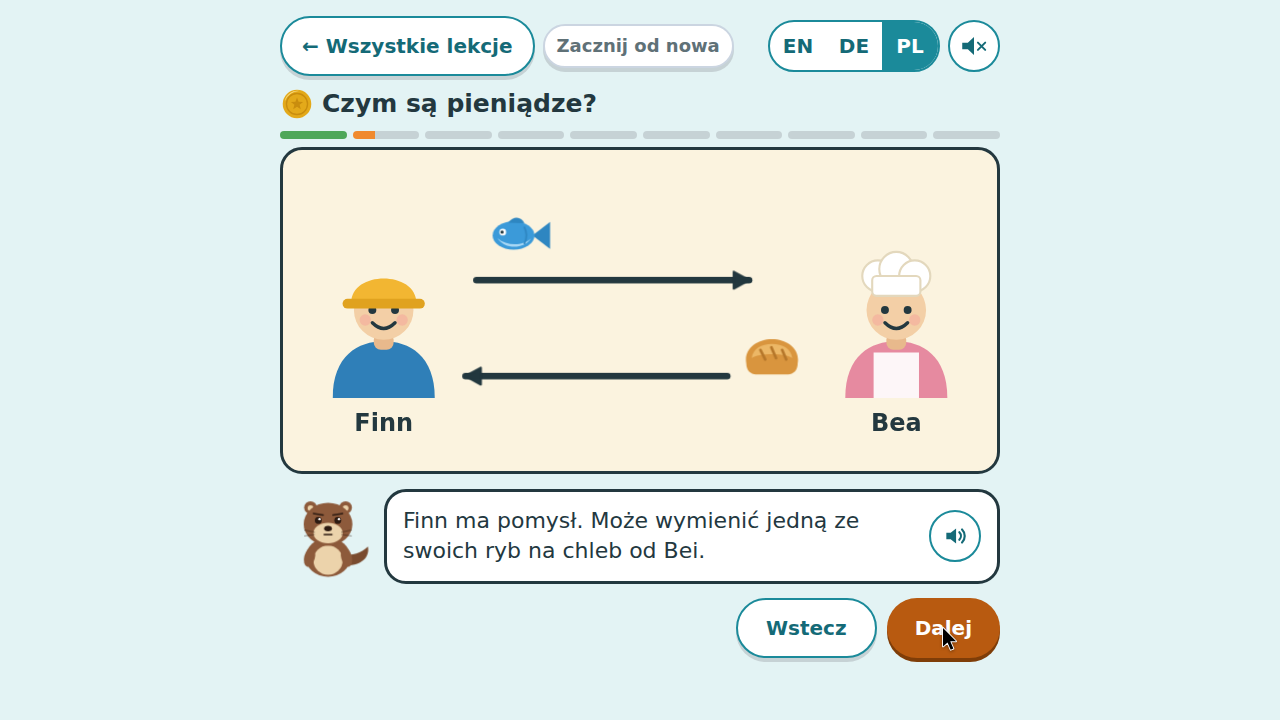 ← Wszystkie lekcje
Zacznij od nowa
EN DE PL
Czym są pieniądze?
Finn
Bea
Finn ma pomysł. Może wymienić jedną ze
swoich ryb na chleb od Bei.
Wstecz
Dalej